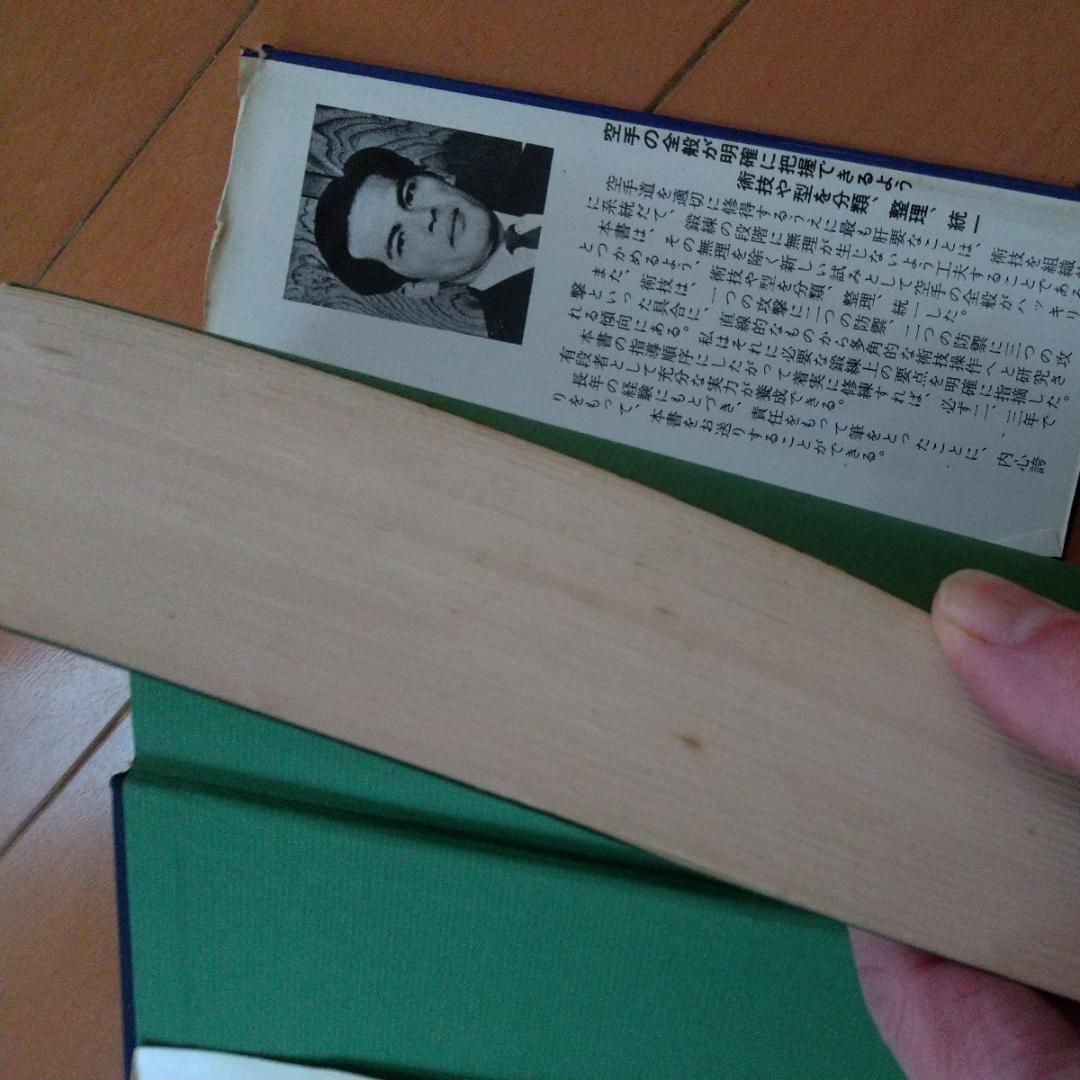 空手の全般が明確に把握できるよう
術技や型を分類、整理、統一
空手道を適切に修得するうえに最も肝要なことは、術技を組織
に系統だて、鍛練の段階に無理が生じないよう工夫することである
本書は、その無理を除く新しい試みとして空手の全般がハッキリ
とつかめるよう、術技や型を分類、整理、統一した。
また、術技は、一つの攻撃に二つの防禦、二つの防禦に三つの攻
撃といった具合に、直線的なものから多角的な術技操作へと研究さ
れる傾向にある。私はそれに必要な鍛練上の要点を明確に指摘した。
本書の指導順序にしたがって着実に修練すれば、必ず二、三年で
有段者として充分な実力が養成できる。
長年の経験にもとづき、責任をもって筆をとったことに、内心誇
りをもって、本書をお送りすることができる。